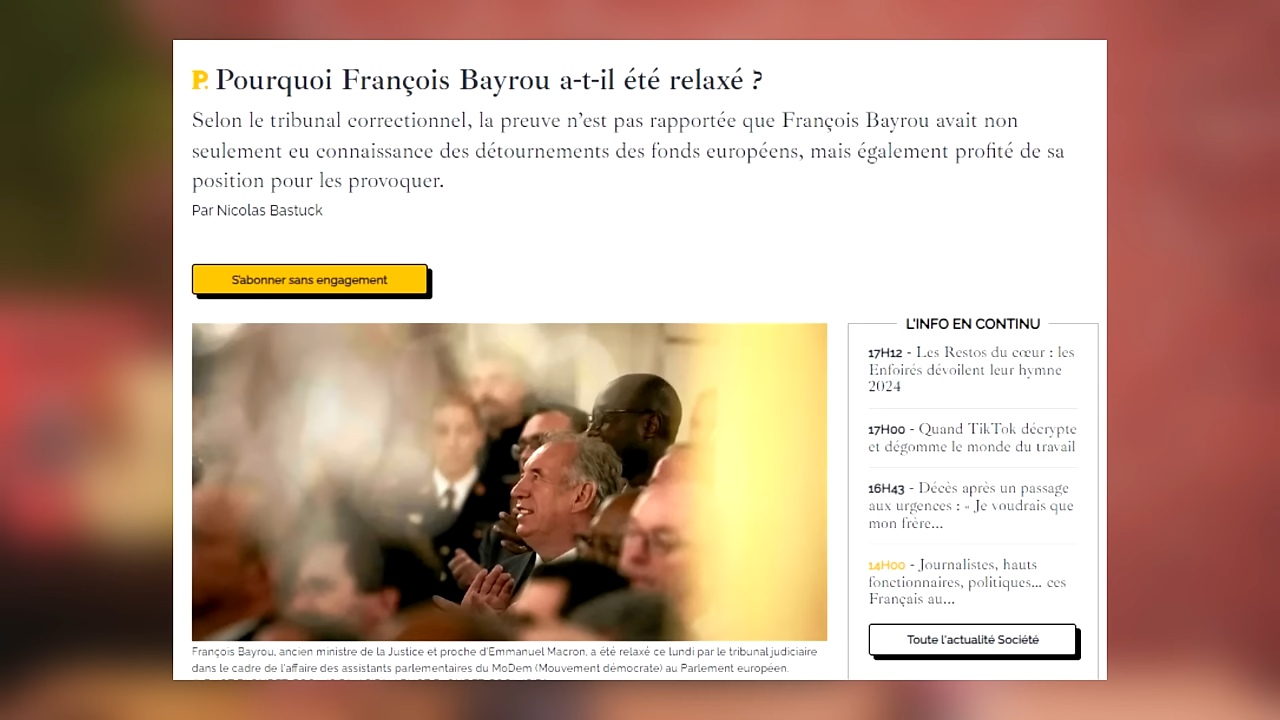 P. Pourquoi François Bayrou a-t-il été relaxé ?
Selon le tribunal correctionnel, la preuve n'est pas rapportée que François Bayrou avait non
seulement eu connaissance des détournements des fonds européens, mais également profité de sa
position pour les provoquer.
Par Nicolas Bastuck
S'abonner sans engagement
François Bayrou, ancien ministre de la Justice et proche d'Emmanuel Macron, a été relaxé ce lundi par le tribunal judiciaire
dans le cadre de l'affaire des assistants parlementaires du MoDem (Mouvement démocrate) au Parlement européen.
L'INFO EN CONTINU
17H12 - Les Restos du cœur : les
Enfoirés dévoilent leur hymne
2024
17H00 - Quand TikTok décrypte
et dégomme le monde du travail
16H43 - Décès après un passage
aux urgences : « Je voudrais que
mon frère...
14H00 - Journalistes, hauts
fonctionnaires, politiques... ces
Français au...
Toute l'actualité Société